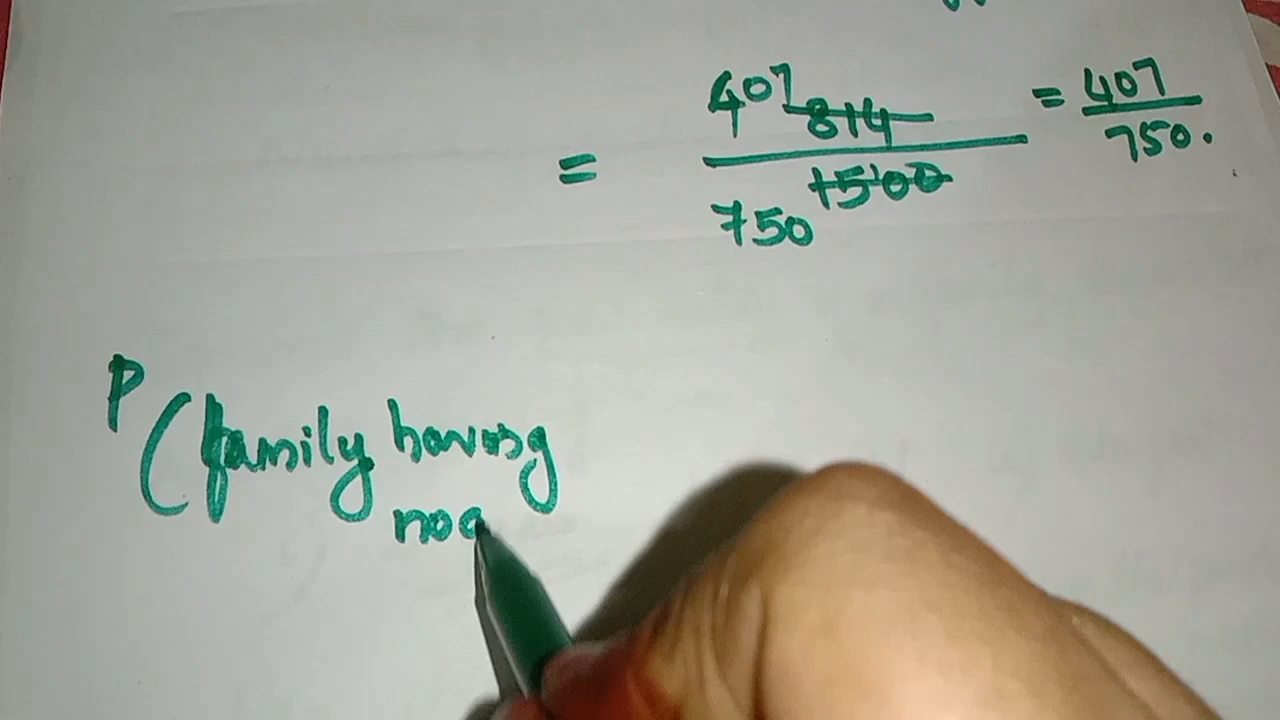 407 814 = 407
= 1500 750.
750
P
(family having
no